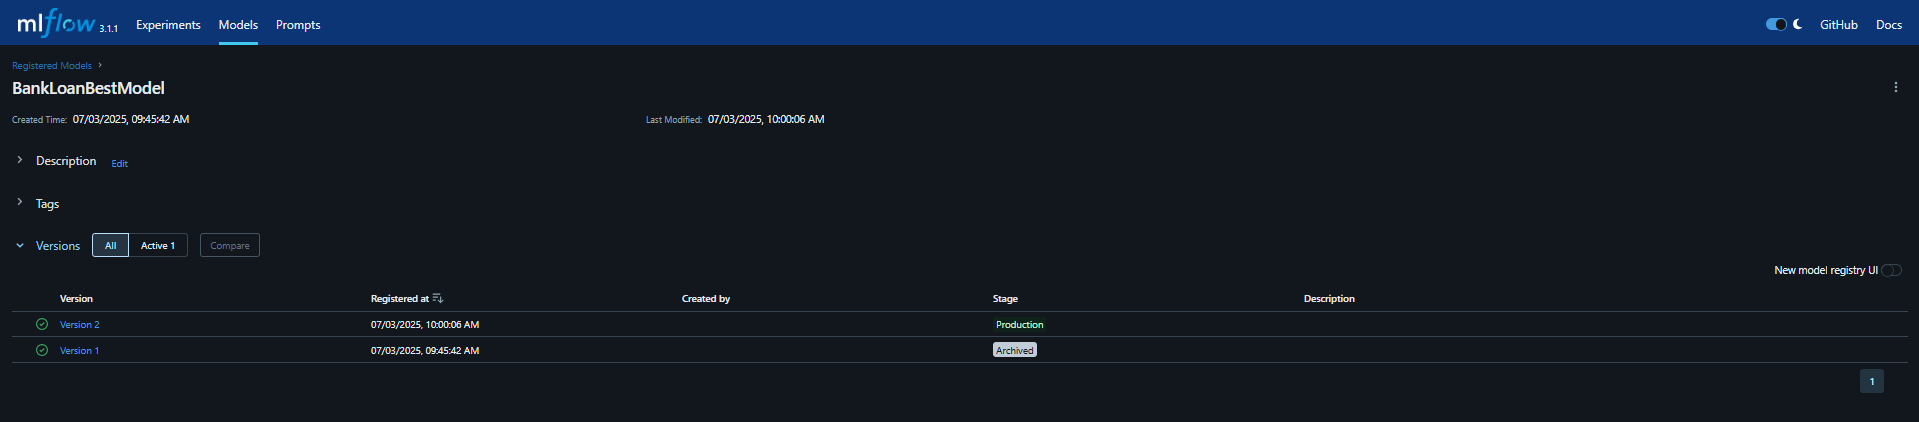 mlflow 3.1.1 Experiments Models Prompts GitHub Docs
Registered Models >
BankLoanBestModel
Created Time: 07/03/2025, 09:45:42 AM Last Modified: 07/03/2025, 10:00:06 AM
Description Edit
Tags
Versions All Active 1 Compare
New model registry UI
Version Registered at Created by Stage Description
Version 2 07/03/2025, 10:00:06 AM Production
Version 1 07/03/2025, 09:45:42 AM Archived
1